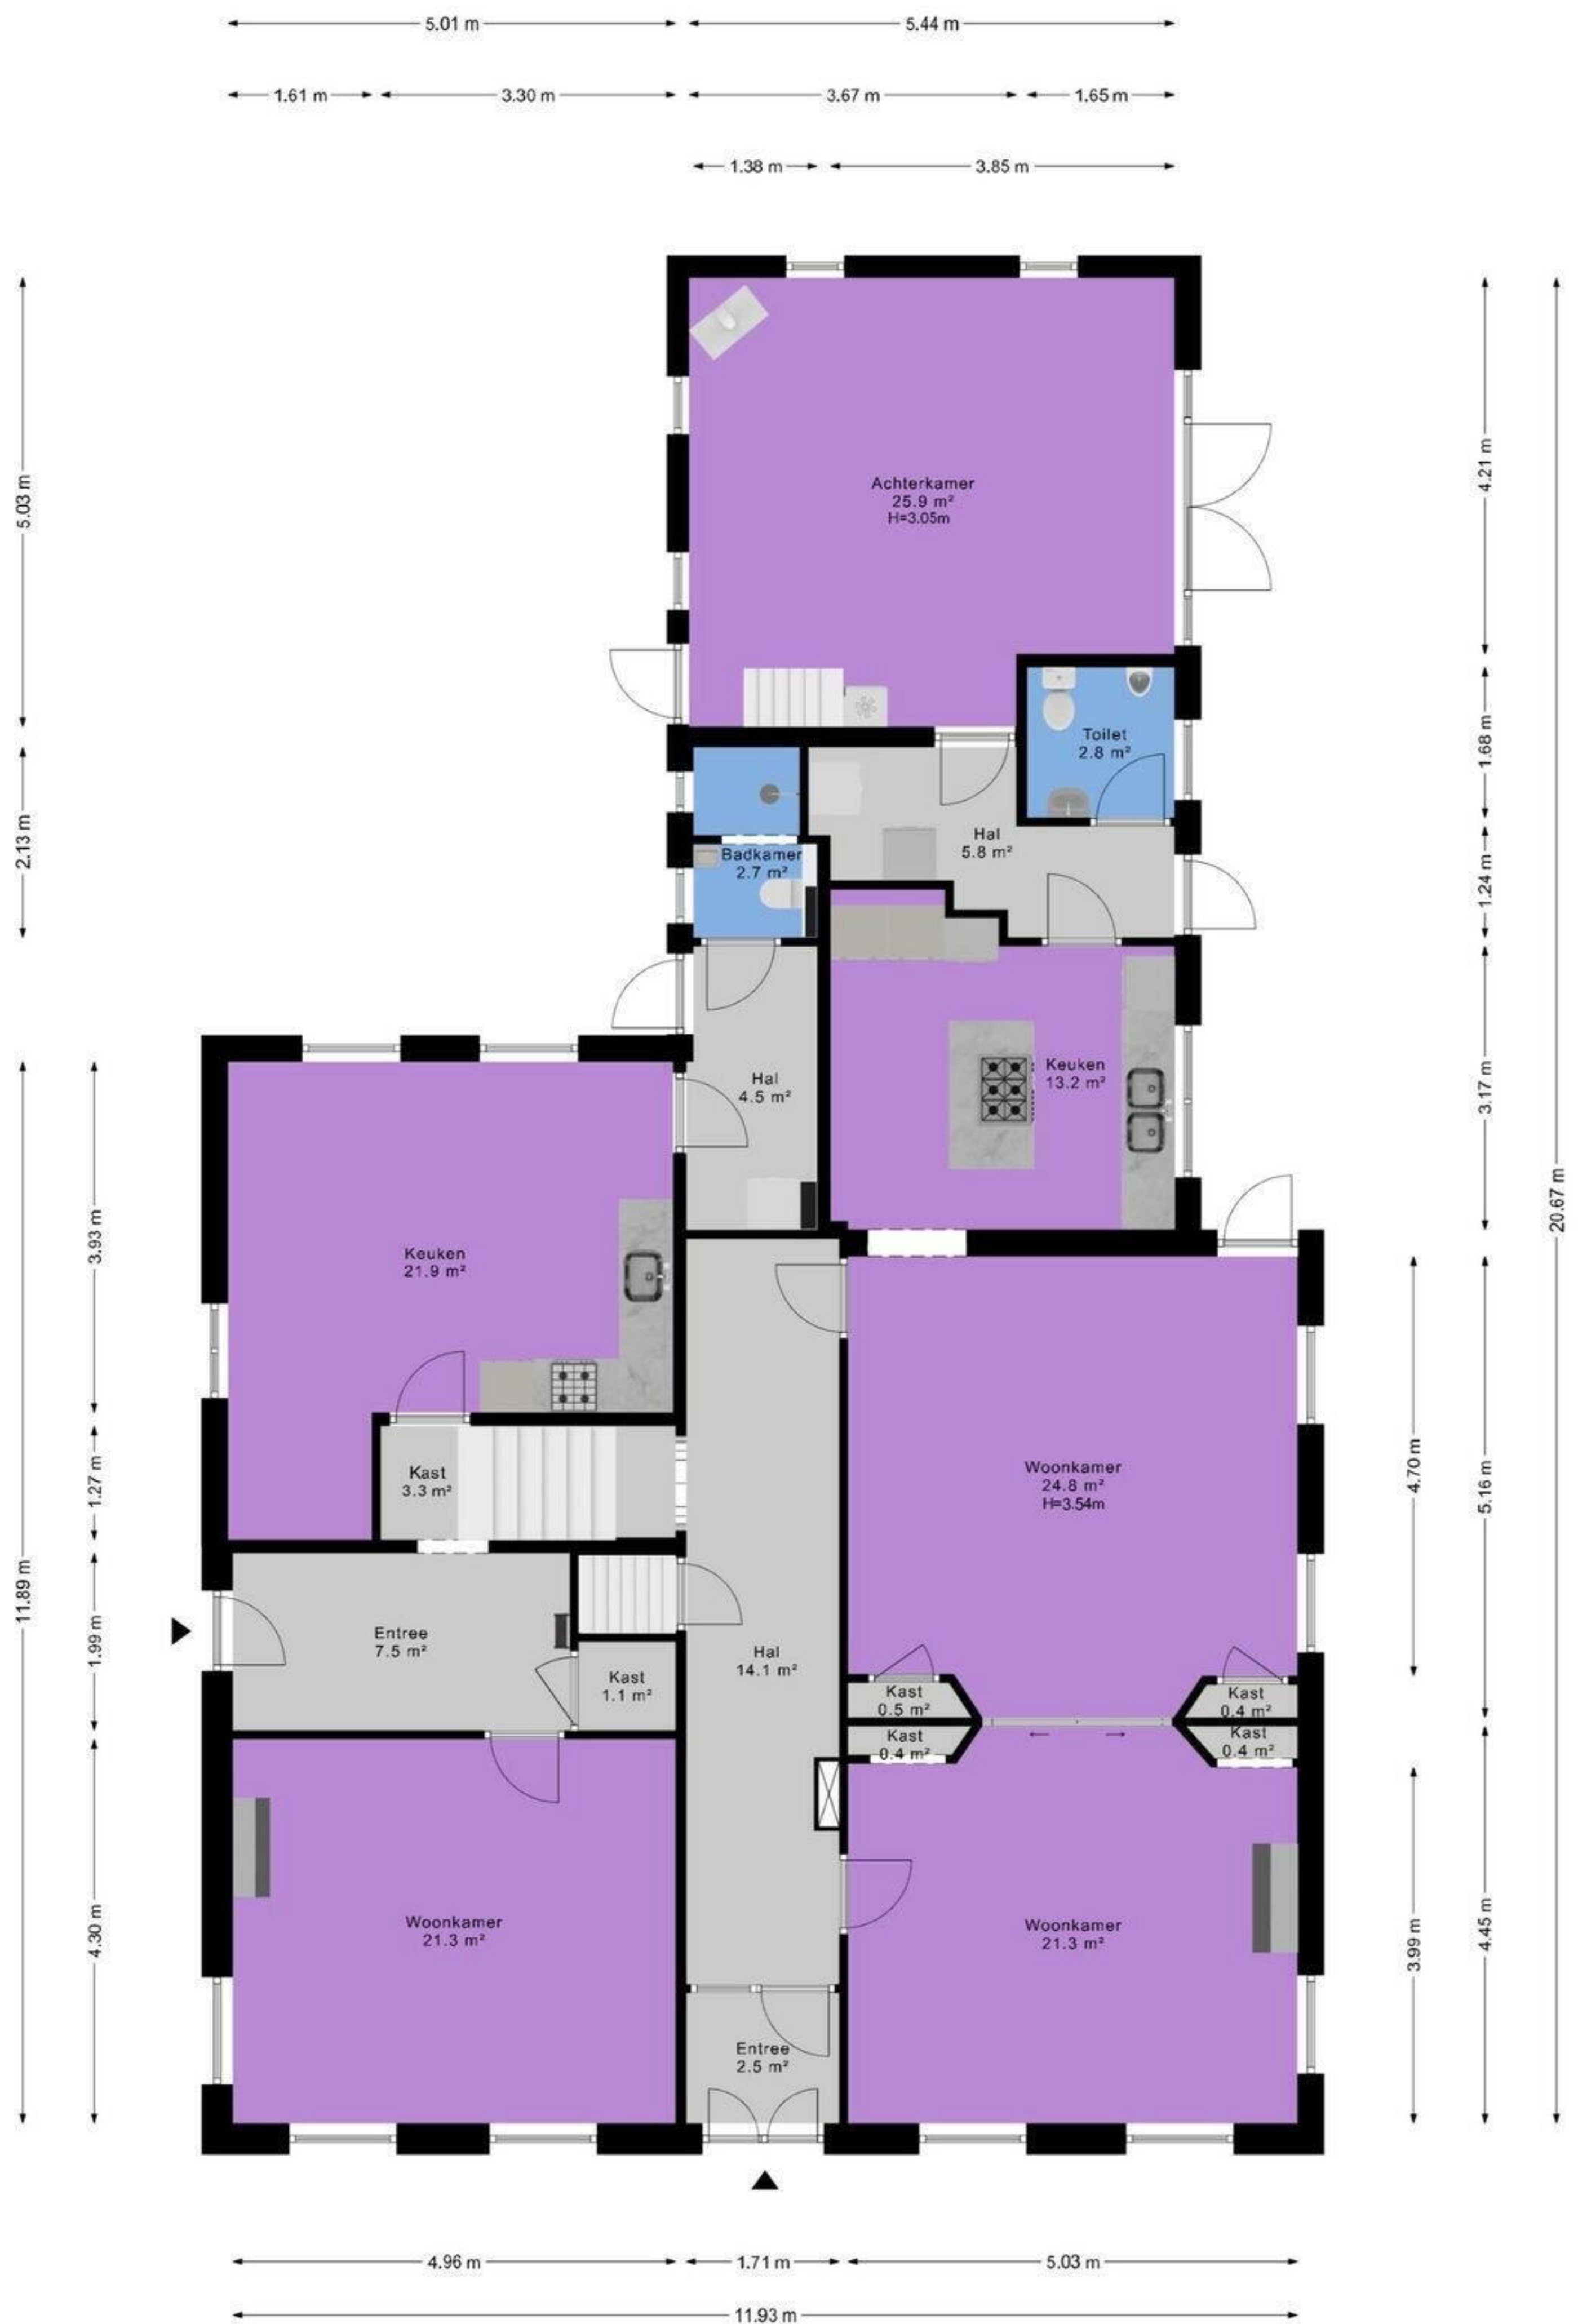 5.01 m
5.44 m
1.61 m
3.30 m
3.67 m
1.65 m
1.38 m
3.85 m
5.03 m
4.21 m
Achterkamer
25.9 m²
H=3.05m
Toilet
2.8 m²
1.68 m
2.13 m
Hal
5.8 m²
Badkamer
2.7 m²
1.24 m
Hal
4.5 m²
Keuken
13.2 m²
3.17 m
20.67 m
3.93 m
Keuken
21.9 m²
Kast
3.3 m²
1.27 m
Woonkamer
24.8 m²
H=3.54m
4.70 m
5.16 m
11.89 m
1.99 m
Entree
7.5 m²
Kast
1.1 m²
Hal
14.1 m²
Kast
0.5 m²
Kast
0.4 m²
Kast
0.4 m²
Kast
0.4 m²
4.30 m
Woonkamer
21.3 m²
Woonkamer
21.3 m²
3.99 m
4.45 m
Entree
2.5 m²
4.96 m
1.71 m
5.03 m
11.93 m